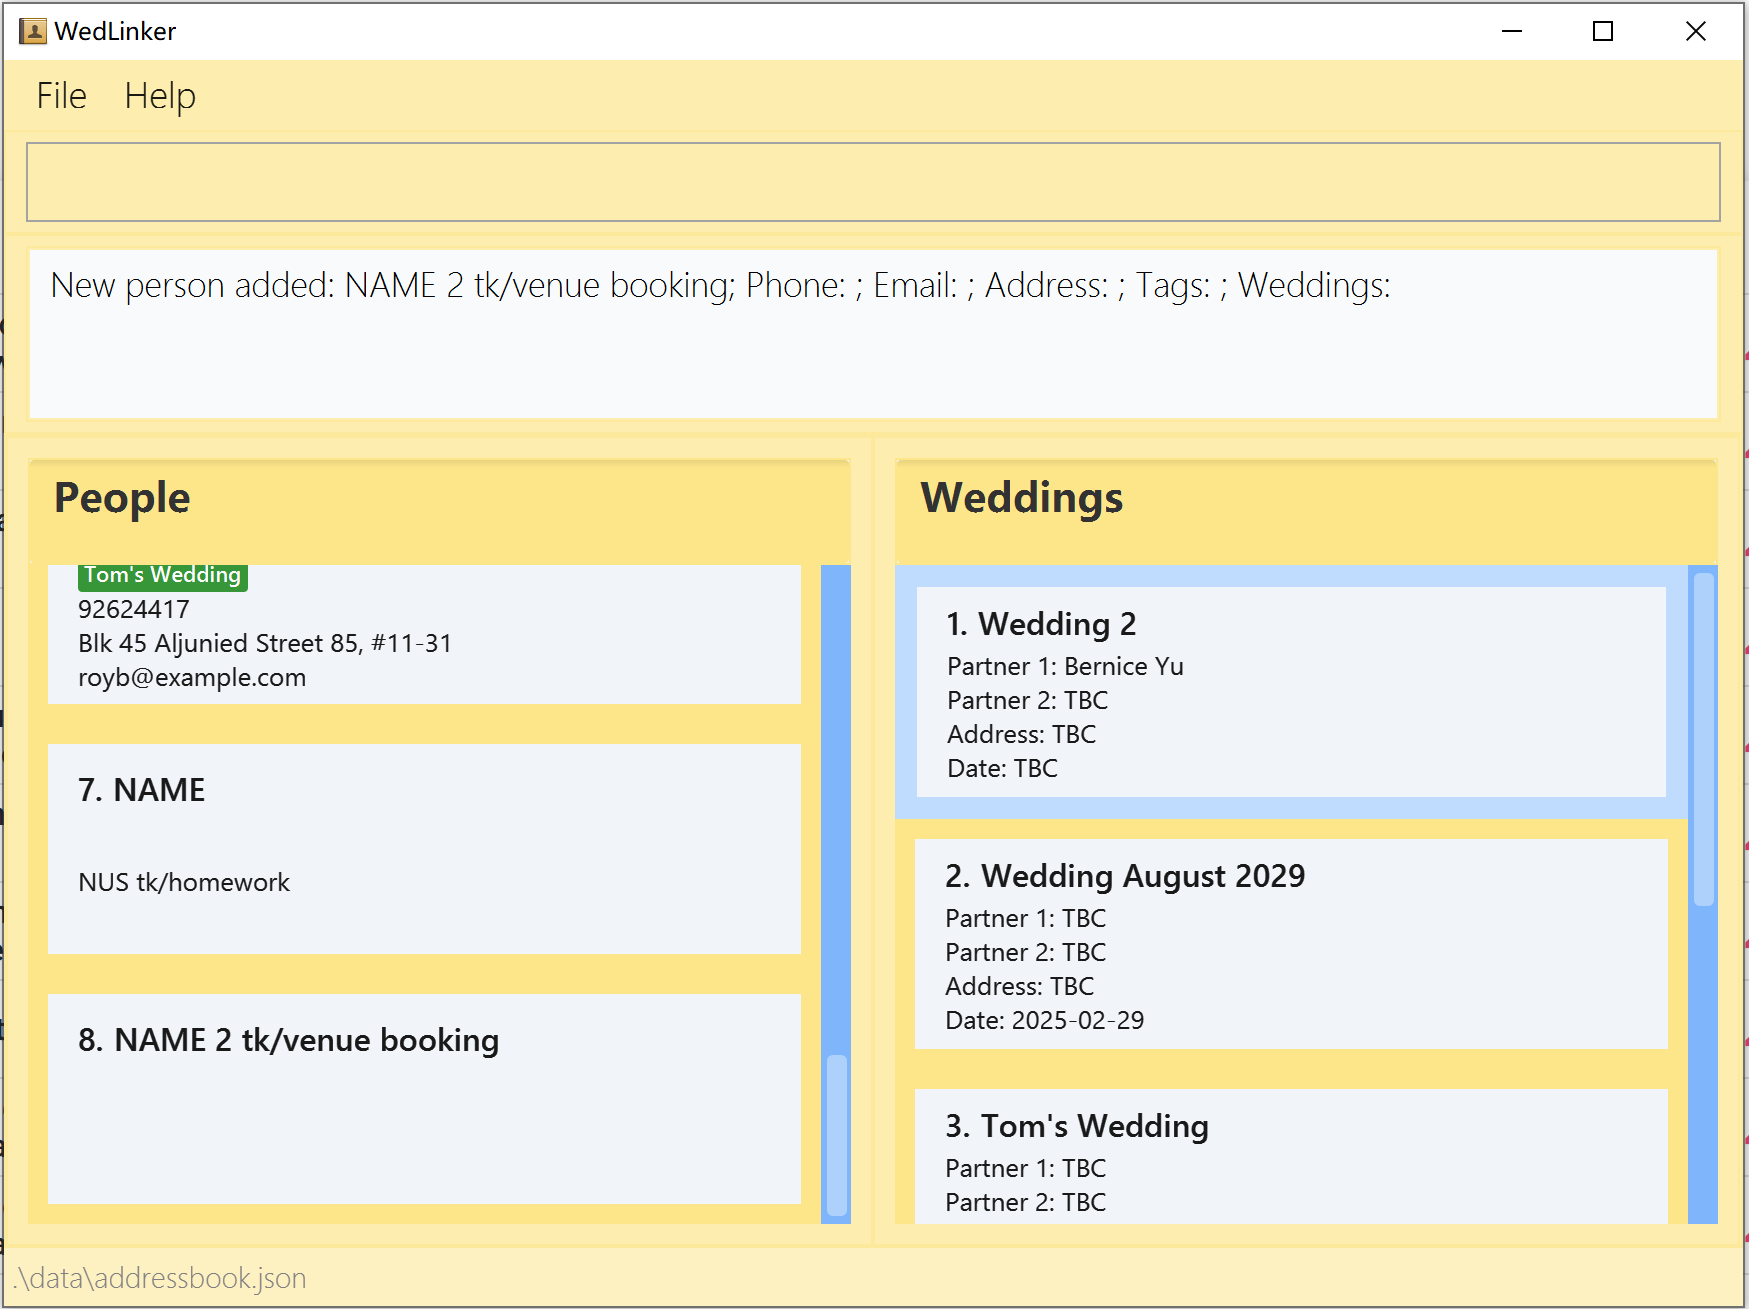 WedLinker
File Help
New person added: NAME 2 tk/venue booking; Phone: ; Email: ; Address: ; Tags: ; Weddings:
People
Tom's Wedding
92624417
Blk 45 Aljunied Street 85, #11-31
royb@example.com
7. NAME
NUS tk/homework
8. NAME 2 tk/venue booking
Weddings
1. Wedding 2
Partner 1: Bernice Yu
Partner 2: TBC
Address: TBC
Date: TBC
2. Wedding August 2029
Partner 1: TBC
Partner 2: TBC
Address: TBC
Date: 2025-02-29
3. Tom's Wedding
Partner 1: TBC
Partner 2: TBC
.\data\addressbook.json